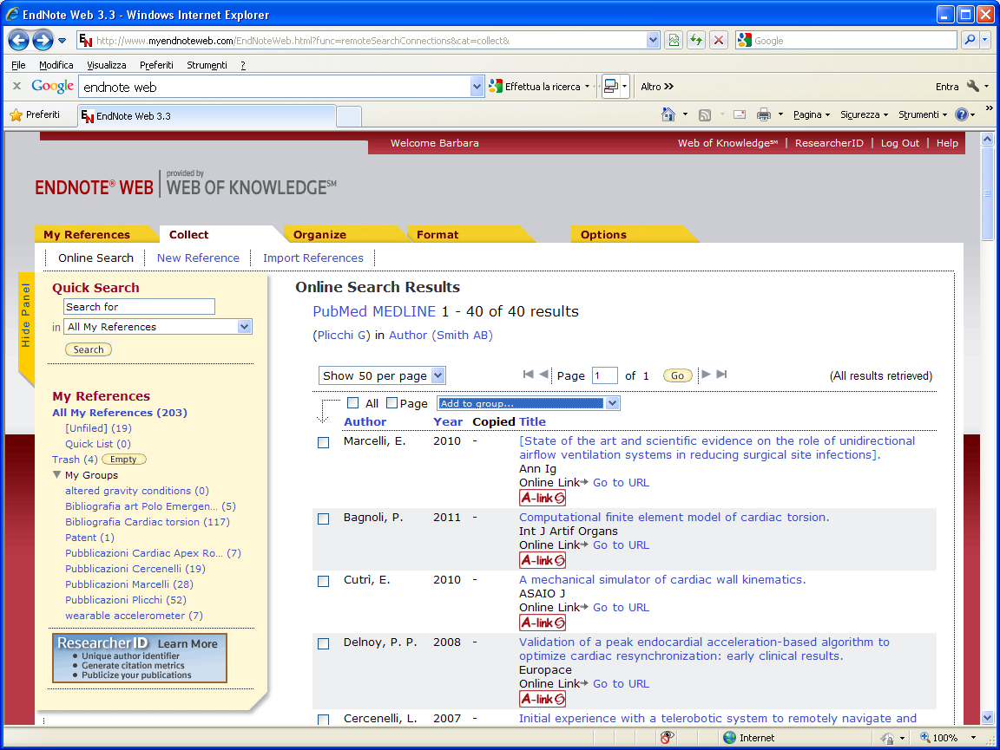 EndNote Web 3.3 - Windows Internet Explorer
http://www.myendnoteweb.com/EndNoteWeb.html?func=remoteSearchConnections&cat=collect&
Google
File Modifica Visualizza Preferiti Strumenti ?
x Google endnote web Effettua la ricerca Altro >> Entra
Preferiti EndNote Web 3.3 Pagina Sicurezza Strumenti
Welcome Barbara Web of Knowledge℠ | ResearcherID | Log Out | Help
ENDNOTE® WEB provided by
WEB OF KNOWLEDGE℠
My References Collect Organize Format Options
Online Search New Reference Import References
Hide Panel
Quick Search
Search for
in All My References
Search
My References
All My References (203)
[Unfiled] (19)
Quick List (0)
Trash (4) Empty
My Groups
altered gravity conditions (0)
Bibliografia art Polo Emergen... (5)
Bibliografia Cardiac torsion (117)
Patent (1)
Pubblicazioni Cardiac Apex Ro... (7)
Pubblicazioni Cercenelli (19)
Pubblicazioni Marcelli (28)
Pubblicazioni Plicchi (52)
wearable accelerometer (7)
ResearcherID Learn More
• Unique author identifier
• Generate citation metrics
• Publicize your publications
Online Search Results
PubMed MEDLINE 1 - 40 of 40 results
(Plicchi G) in Author (Smith AB)
Show 50 per page Page 1 of 1 Go (All results retrieved)
All Page Add to group...
Author Year Copied Title
Marcelli, E. 2010 - [State of the art and scientific evidence on the role of unidirectional
airflow ventilation systems in reducing surgical site infections].
Ann Ig
Online Link Go to URL
A-link
Bagnoli, P. 2011 - Computational finite element model of cardiac torsion.
Int J Artif Organs
Online Link Go to URL
A-link
Cutrì, E. 2010 - A mechanical simulator of cardiac wall kinematics.
ASAIO J
Online Link Go to URL
A-link
Delnoy, P. P. 2008 - Validation of a peak endocardial acceleration-based algorithm to
optimize cardiac resynchronization: early clinical results.
Europace
Online Link Go to URL
A-link
Cercenelli, L. 2007 - Initial experience with a telerobotic system to remotely navigate and
Internet 100%